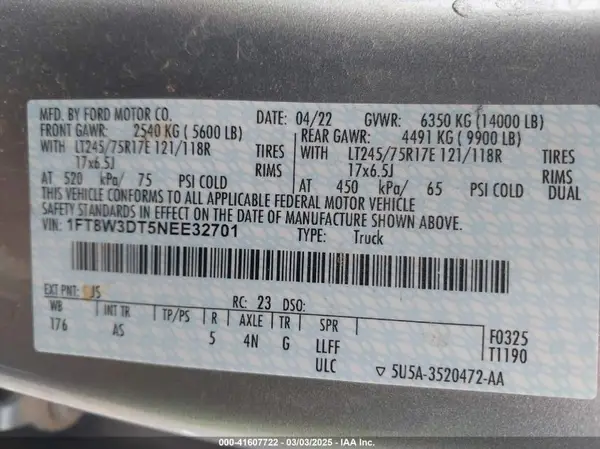 MFD. BY FORD MOTOR CO. DATE: 04/22 GVWR: 6350 KG (14000 LB)
FRONT GAWR: 2540 KG ( 5600 LB) REAR GAWR: 4491 KG ( 9900 LB)
WITH LT245/75R17E 121/118R TIRES WITH LT245/75R17E 121/118R TIRES
17x6.5J RIMS 17x6.5J RIMS
AT 520 kPa/ 75 PSI COLD AT 450 kPa/ 65 PSI COLD DUAL
THIS VEHICLE CONFORMS TO ALL APPLICABLE FEDERAL MOTOR VEHICLE
SAFETY STANDARDS IN EFFECT ON THE DATE OF MANUFACTURE SHOWN ABOVE.
VIN: 1FT8W3DT5NEE32701 TYPE: Truck
EXT PNT: JS RC: 23 DSO:
WB INT TR TP/PS R AXLE TR SPR
176 AS 5 4N G LLFF
ULC
F0325
T1190
▽ 5U5A-3520472-AA
000-41607722 - 03/03/2025 - IAA Inc.